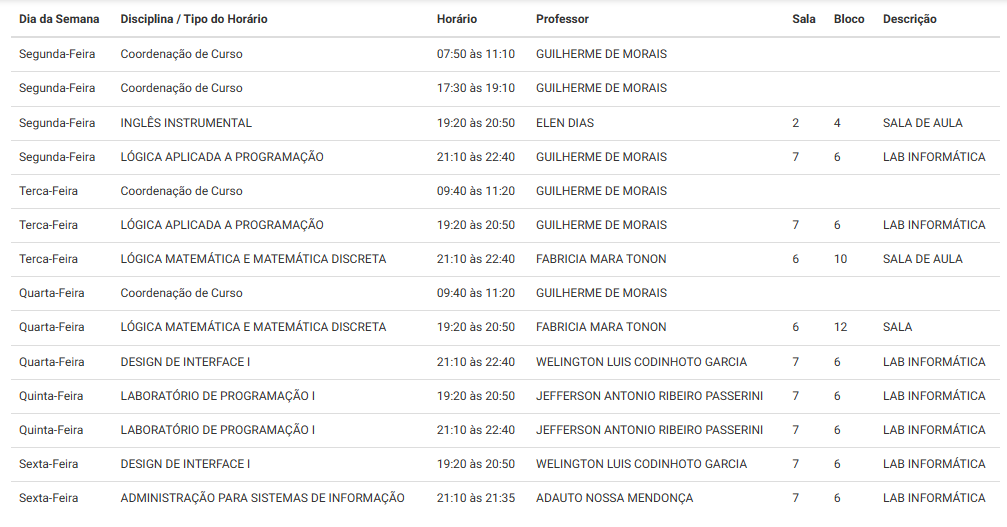 Dia da Semana Disciplina / Tipo do Horário Horário Professor Sala Bloco Descrição
Segunda-Feira Coordenação de Curso 07:50 às 11:10 GUILHERME DE MORAIS
Segunda-Feira Coordenação de Curso 17:30 às 19:10 GUILHERME DE MORAIS
Segunda-Feira INGLÊS INSTRUMENTAL 19:20 às 20:50 ELEN DIAS 2 4 SALA DE AULA
Segunda-Feira LÓGICA APLICADA A PROGRAMAÇÃO 21:10 às 22:40 GUILHERME DE MORAIS 7 6 LAB INFORMÁTICA
Terca-Feira Coordenação de Curso 09:40 às 11:20 GUILHERME DE MORAIS
Terca-Feira LÓGICA APLICADA A PROGRAMAÇÃO 19:20 às 20:50 GUILHERME DE MORAIS 7 6 LAB INFORMÁTICA
Terca-Feira LÓGICA MATEMÁTICA E MATEMÁTICA DISCRETA 21:10 às 22:40 FABRICIA MARA TONON 6 10 SALA DE AULA
Quarta-Feira Coordenação de Curso 09:40 às 11:20 GUILHERME DE MORAIS
Quarta-Feira LÓGICA MATEMÁTICA E MATEMÁTICA DISCRETA 19:20 às 20:50 FABRICIA MARA TONON 6 12 SALA
Quarta-Feira DESIGN DE INTERFACE I 21:10 às 22:40 WELINGTON LUIS CODINHOTO GARCIA 7 6 LAB INFORMÁTICA
Quinta-Feira LABORATÓRIO DE PROGRAMAÇÃO I 19:20 às 20:50 JEFFERSON ANTONIO RIBEIRO PASSERINI 7 6 LAB INFORMÁTICA
Quinta-Feira LABORATÓRIO DE PROGRAMAÇÃO I 21:10 às 22:40 JEFFERSON ANTONIO RIBEIRO PASSERINI 7 6 LAB INFORMÁTICA
Sexta-Feira DESIGN DE INTERFACE I 19:20 às 20:50 WELINGTON LUIS CODINHOTO GARCIA 7 6 LAB INFORMÁTICA
Sexta-Feira ADMINISTRAÇÃO PARA SISTEMAS DE INFORMAÇÃO 21:10 às 21:35 ADAUTO NOSSA MENDONÇA 7 6 LAB INFORMÁTICA